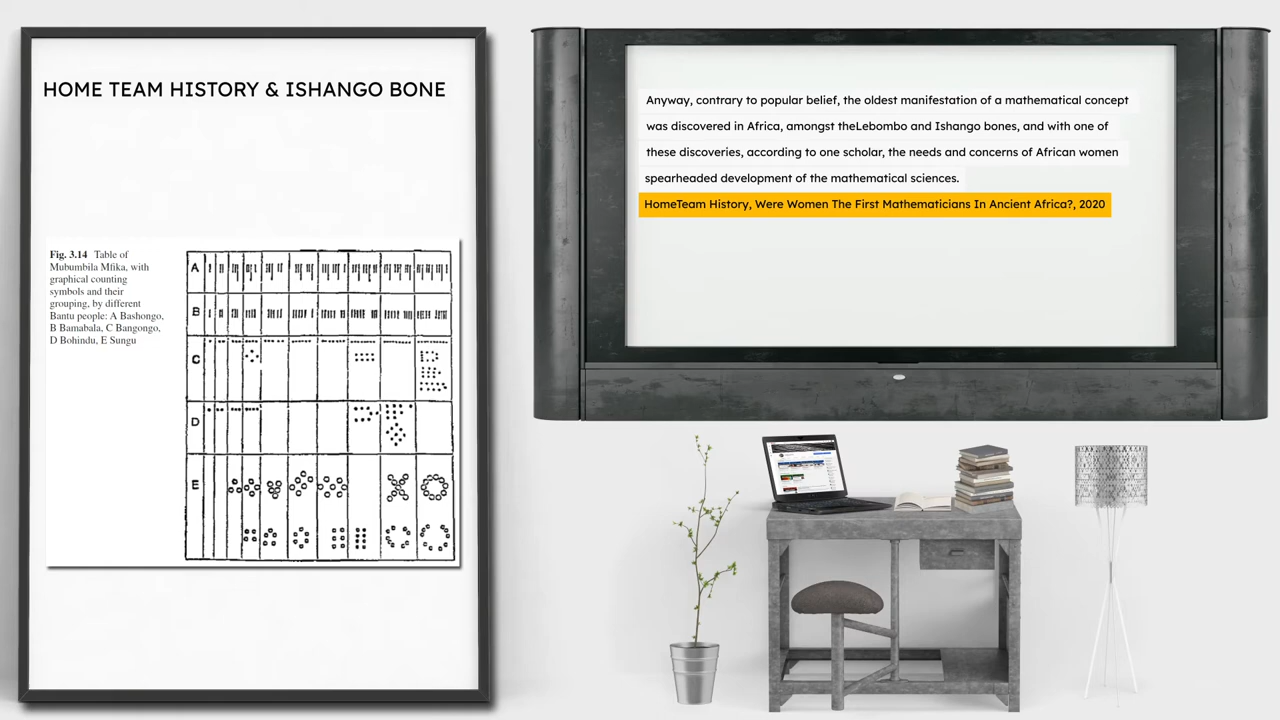 HOME TEAM HISTORY & ISHANGO BONE
Fig. 3.14 Table of
Mubumbila Mfika, with
graphical counting
symbols and their
grouping, by different
Bantu people: A Bashongo,
B Bamabala, C Bangongo,
D Bohindu, E Sungu
A
B
C
D
E
Anyway, contrary to popular belief, the oldest manifestation of a mathematical concept
was discovered in Africa, amongst theLebombo and Ishango bones, and with one of
these discoveries, according to one scholar, the needs and concerns of African women
spearheaded development of the mathematical sciences.
HomeTeam History, Were Women The First Mathematicians In Ancient Africa?, 2020